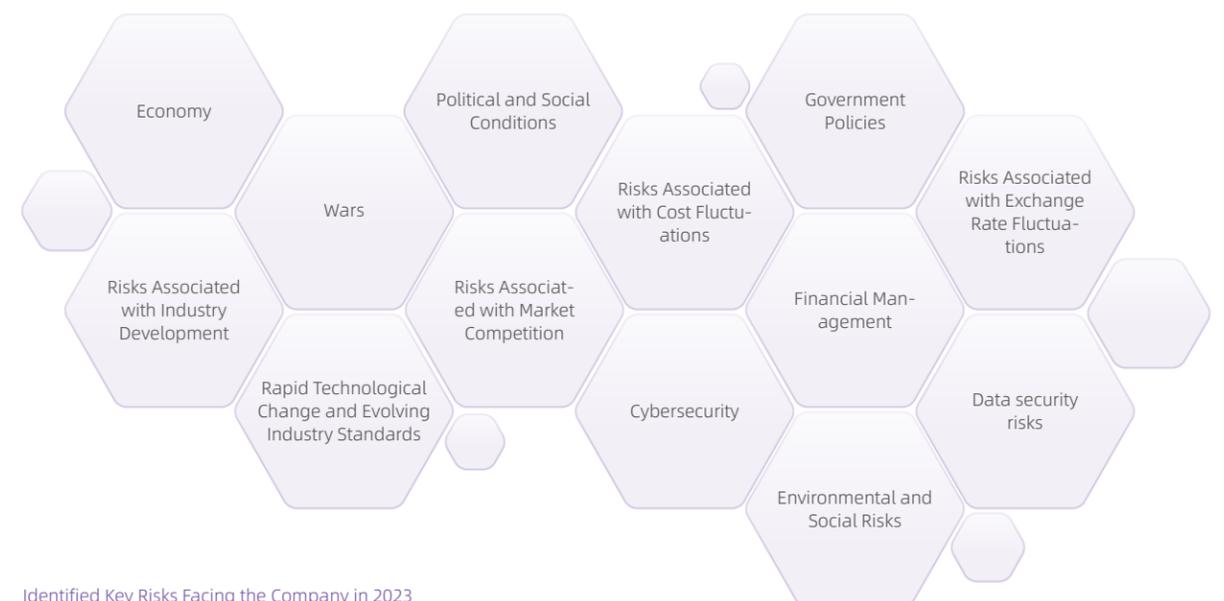 Economy
Political and Social
Conditions
Government
Policies
Wars
Risks Associated
with Cost Fluctu-
ations
Risks Associated
with Exchange
Rate Fluctua-
tions
Risks Associated
with Industry
Development
Risks Associat-
ed with Market
Competition
Financial Man-
agement
Rapid Technological
Change and Evolving
Industry Standards
Cybersecurity
Data security
risks
Environmental and
Social Risks
Identified Key Risks Facing the Company in 2023